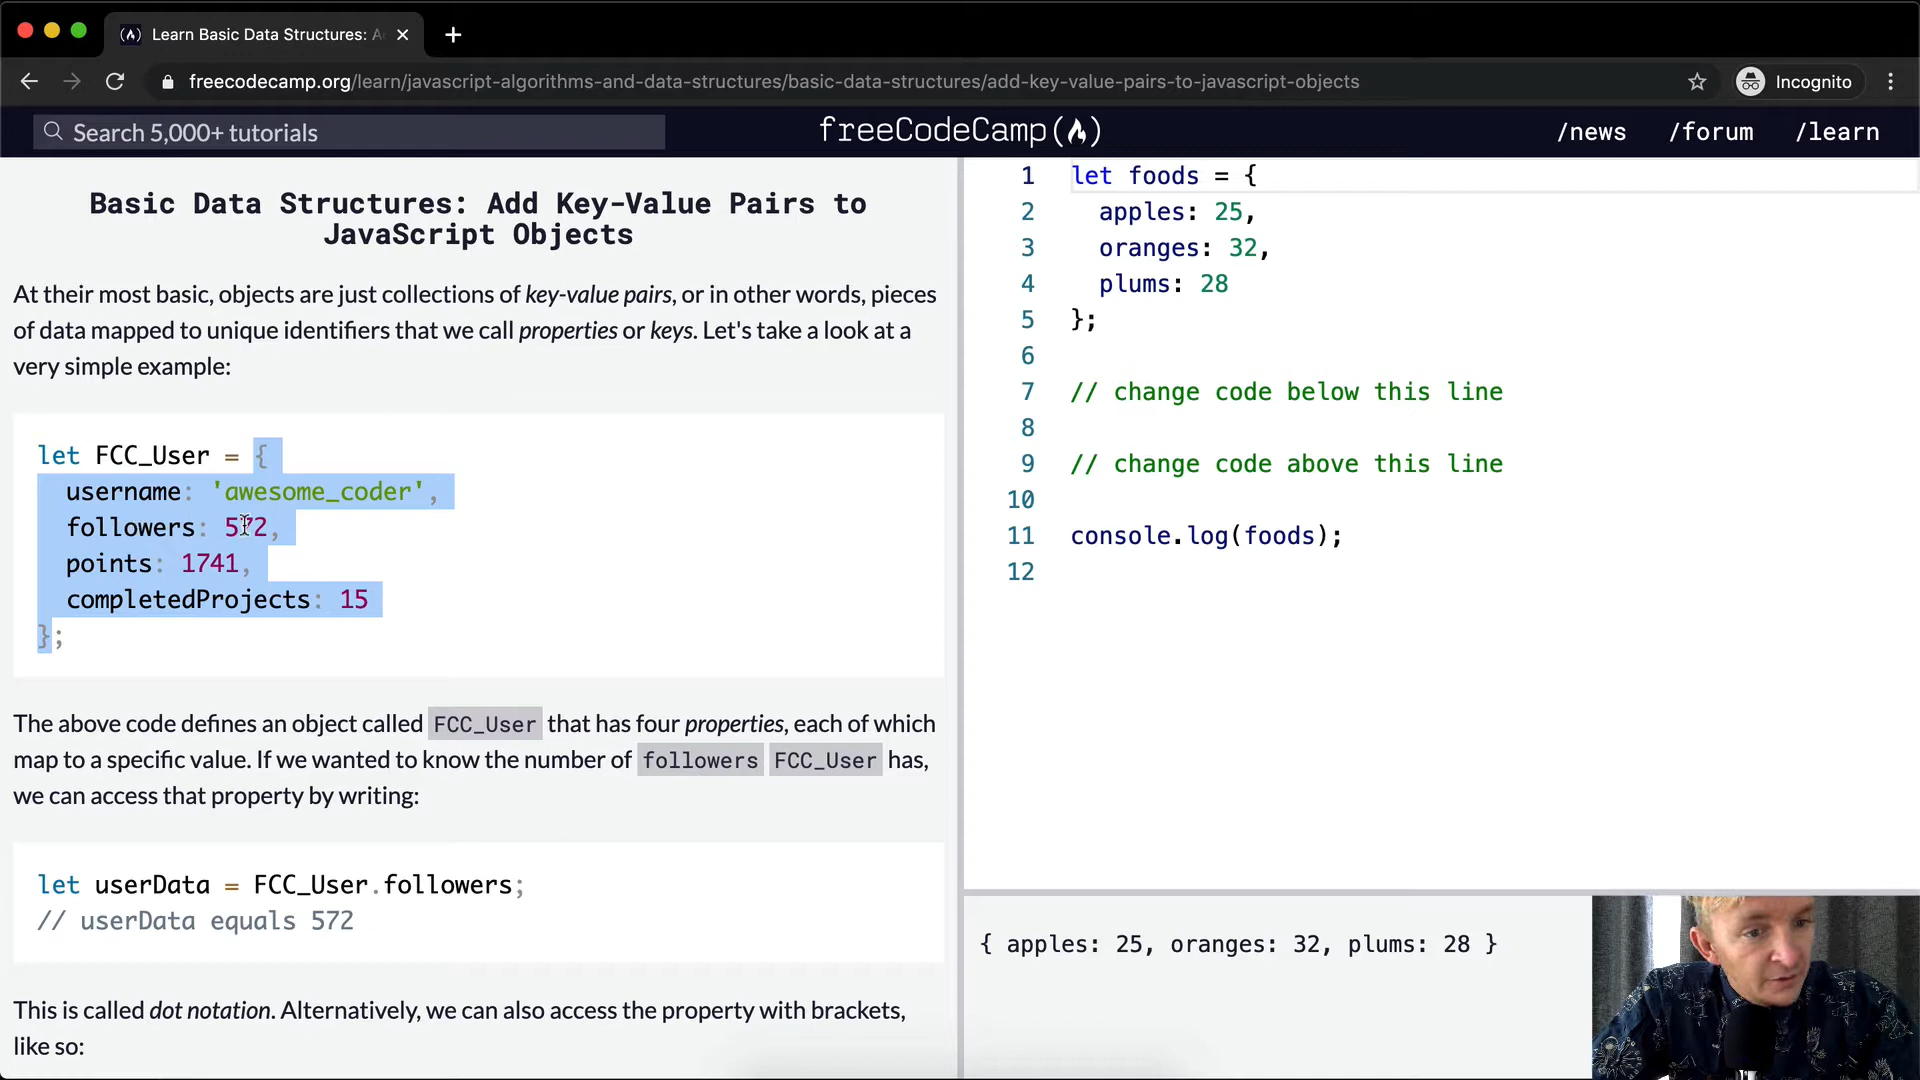 Learn Basic Data Structures: A
freecodecamp.org/learn/javascript-algorithms-and-data-structures/basic-data-structures/add-key-value-pairs-to-javascript-objects
Incognito
Search 5,000+ tutorials
freeCodeCamp(🔥)
/news /forum /learn
Basic Data Structures: Add Key-Value Pairs to
JavaScript Objects
At their most basic, objects are just collections of key-value pairs, or in other words, pieces
of data mapped to unique identifiers that we call properties or keys. Let's take a look at a
very simple example:
let FCC_User = {
username: 'awesome_coder',
followers: 572,
points: 1741,
completedProjects: 15
};
The above code defines an object called FCC_User that has four properties, each of which
map to a specific value. If we wanted to know the number of followers FCC_User has,
we can access that property by writing:
let userData = FCC_User.followers;
// userData equals 572
This is called dot notation. Alternatively, we can also access the property with brackets,
like so:
1 let foods = {
2 apples: 25,
3 oranges: 32,
4 plums: 28
5 };
6
7 // change code below this line
8
9 // change code above this line
10
11 console.log(foods);
12
{ apples: 25, oranges: 32, plums: 28 }